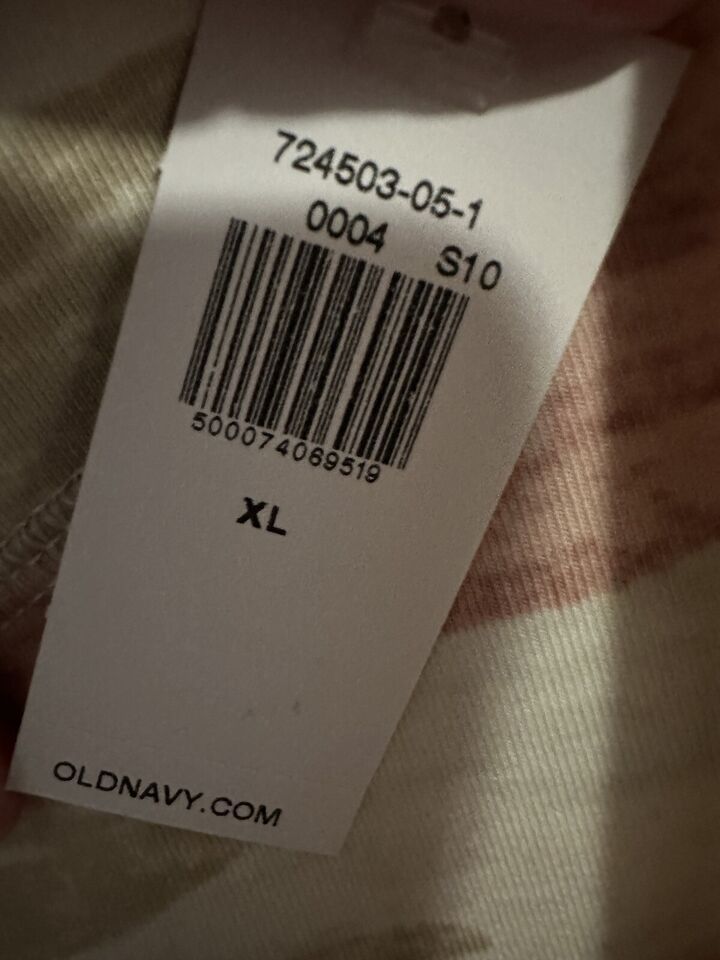 724503-05-1
0004 S10
500074069519
XL
OLDNAVY.COM